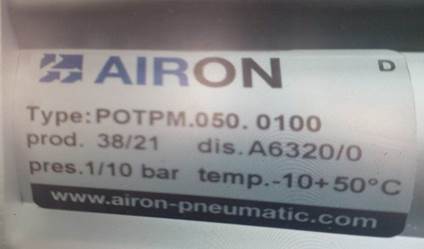 AIRON D
Type:POTPM.050.0100
prod. 38/21 dis.A6320/0
pres.1/10 bar temp.-10+50°C
www.airon-pneumatic.com